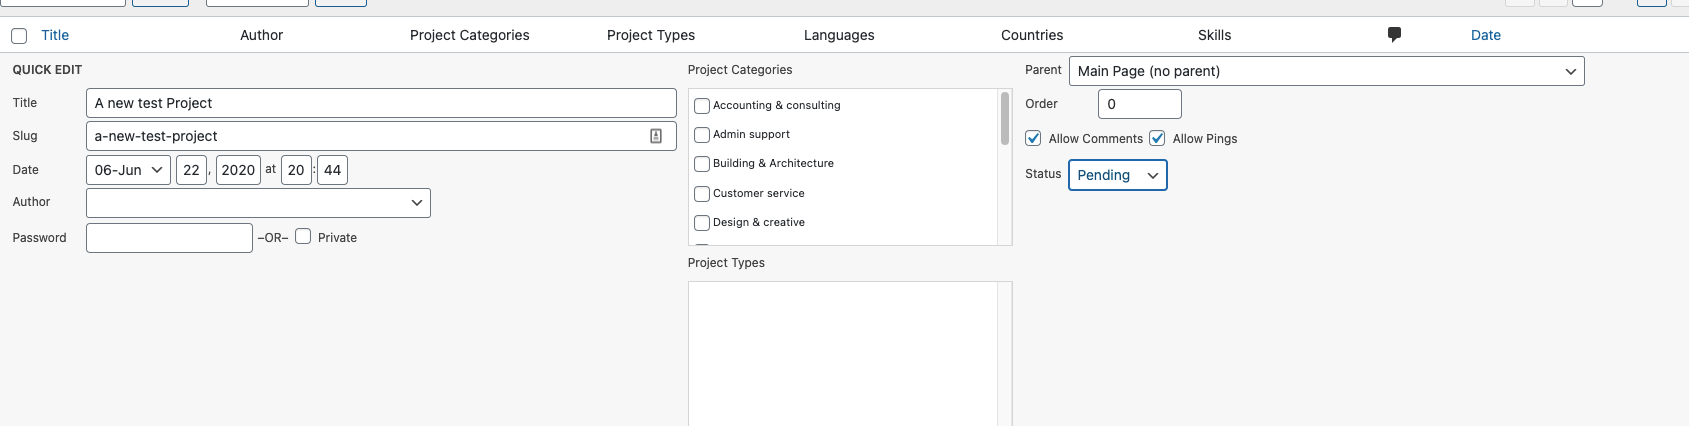 Title Author Project Categories Project Types Languages Countries Skills Date
QUICK EDIT
Title A new test Project
Slug a-new-test-project
Date 06-Jun 22 , 2020 at 20 : 44
Author
Password –OR– Private
Project Categories
Accounting & consulting
Admin support
Building & Architecture
Customer service
Design & creative
Project Types
Parent Main Page (no parent)
Order 0
Allow Comments Allow Pings
Status Pending